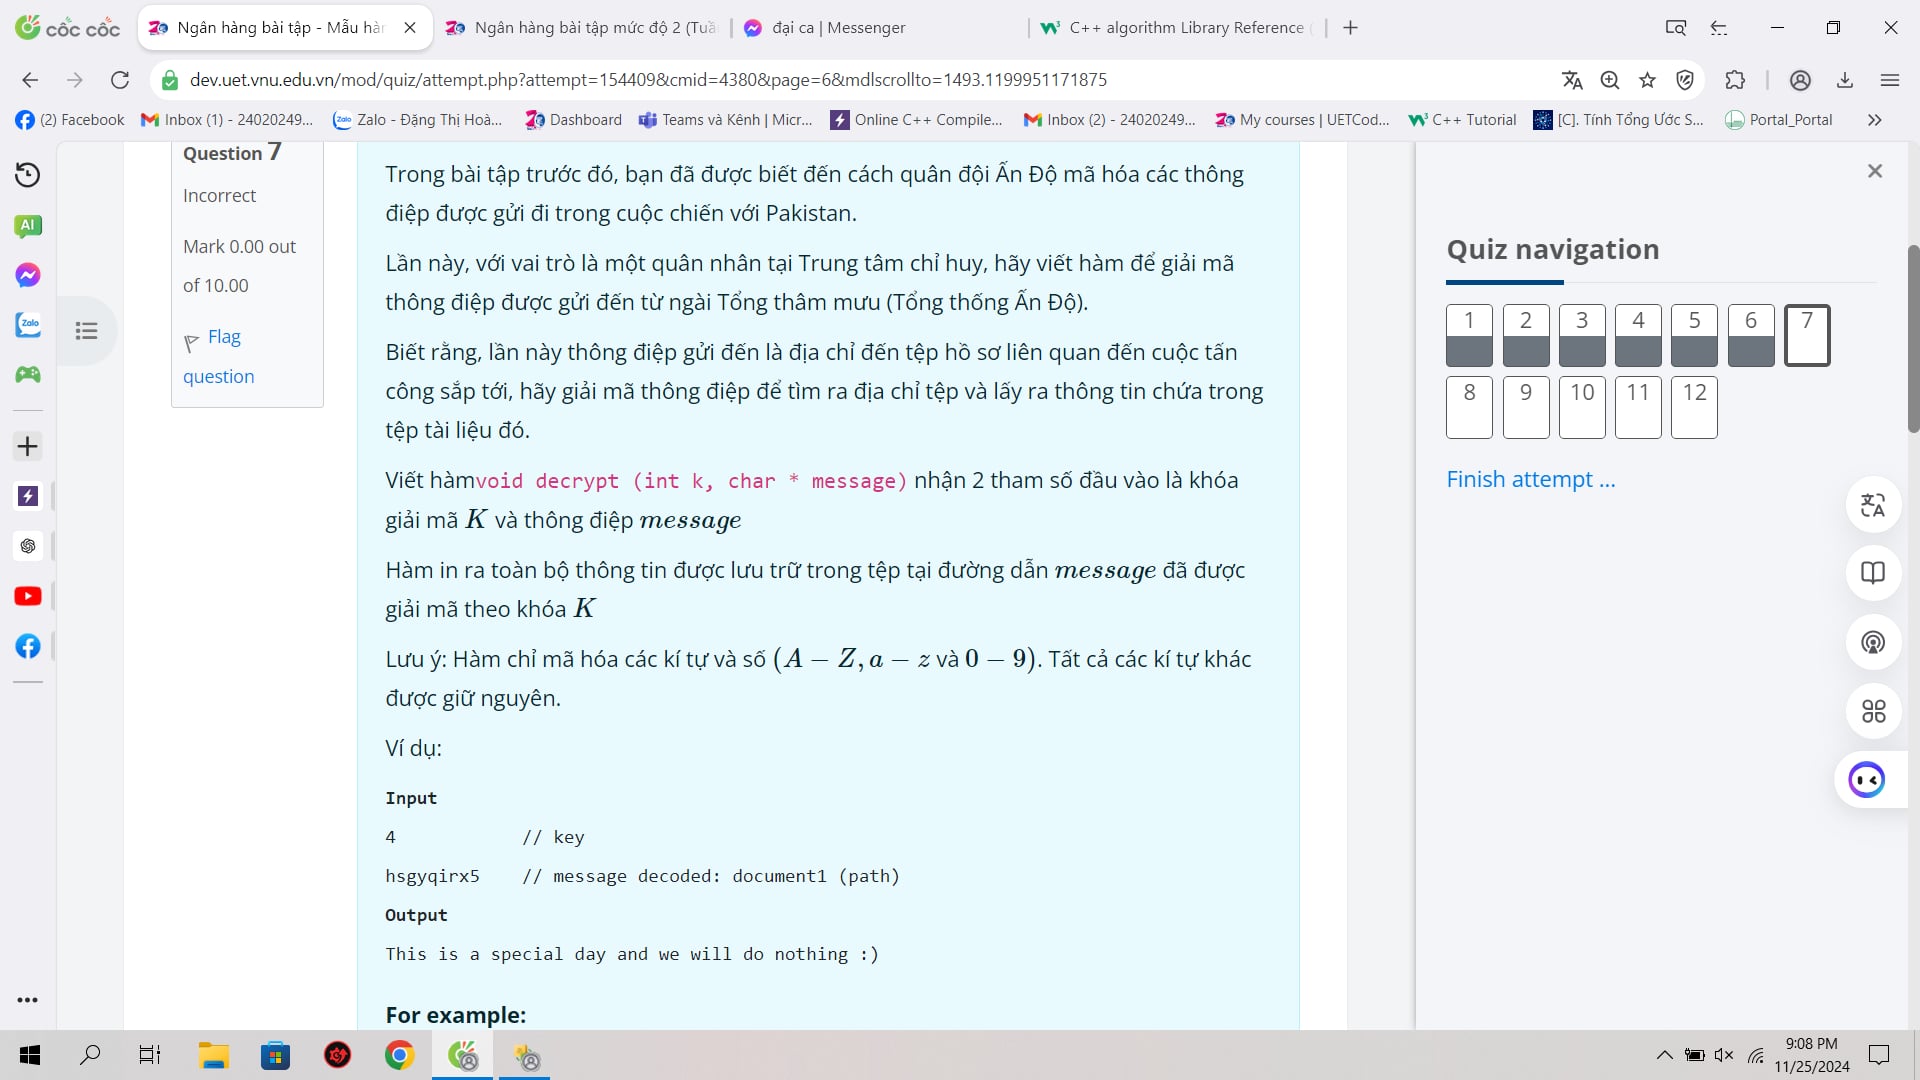 cốc cốc
Ngân hàng bài tập - Mẫu hàr
Ngân hàng bài tập mức độ 2 (Tuầ
đại ca | Messenger
C++ algorithm Library Reference (
dev.uet.vnu.edu.vn/mod/quiz/attempt.php?attempt=154409&cmid=4380&page=6&mdlscrollto=1493.1199951171875
(2) Facebook
Inbox (1) - 24020249...
Zalo - Đặng Thị Hoà...
Dashboard
Teams và Kênh | Micr...
Online C++ Compile...
Inbox (2) - 24020249...
My courses | UETCod...
C++ Tutorial
[C]. Tính Tổng Ước S...
Portal_Portal
AI
Zalo
Question 7
Incorrect
Mark 0.00 out
of 10.00
Flag
question
Trong bài tập trước đó, bạn đã được biết đến cách quân đội Ấn Độ mã hóa các thông
điệp được gửi đi trong cuộc chiến với Pakistan.
Lần này, với vai trò là một quân nhân tại Trung tâm chỉ huy, hãy viết hàm để giải mã
thông điệp được gửi đến từ ngài Tổng thâm mưu (Tổng thống Ấn Độ).
Biết rằng, lần này thông điệp gửi đến là địa chỉ đến tệp hồ sơ liên quan đến cuộc tấn
công sắp tới, hãy giải mã thông điệp để tìm ra địa chỉ tệp và lấy ra thông tin chứa trong
tệp tài liệu đó.
Viết hàmvoid decrypt (int k, char * message) nhận 2 tham số đầu vào là khóa
giải mã K và thông điệp message
Hàm in ra toàn bộ thông tin được lưu trữ trong tệp tại đường dẫn message đã được
giải mã theo khóa K
Lưu ý: Hàm chỉ mã hóa các kí tự và số (A – Z, a – z và 0 – 9). Tất cả các kí tự khác
được giữ nguyên.
Ví dụ:
Input
4 // key
hsgyqirx5 // message decoded: document1 (path)
Output
This is a special day and we will do nothing :)
For example:
Quiz navigation
1 2 3 4 5 6 7
8 9 10 11 12
Finish attempt ...
9:08 PM
11/25/2024